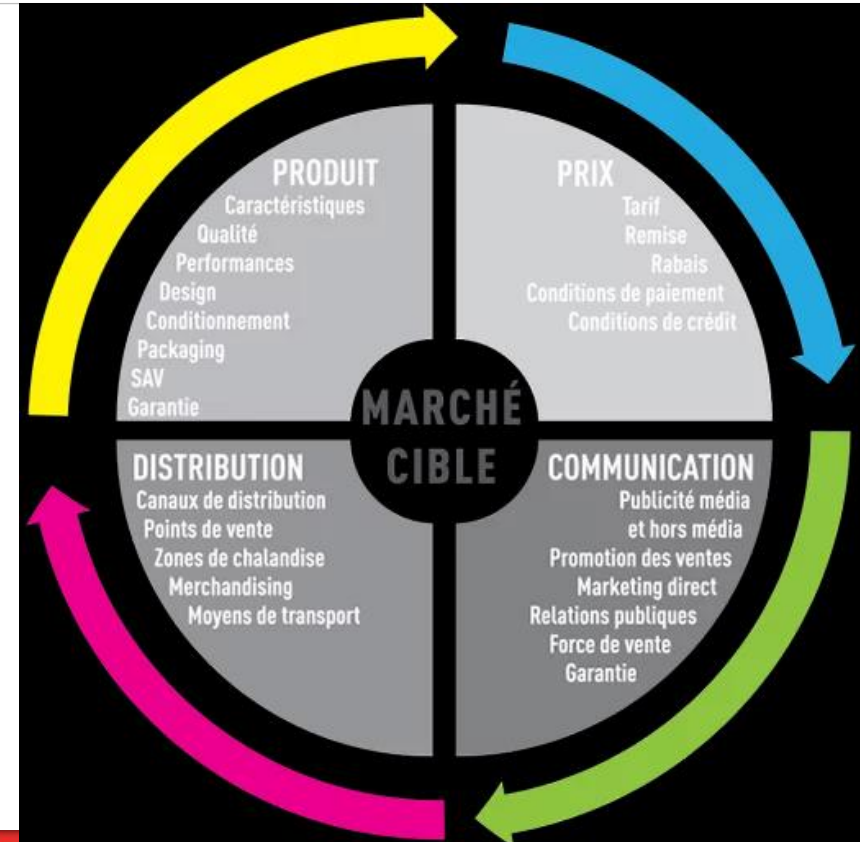 PRODUIT
Caractéristiques
Qualité
Performances
Design
Conditionnement
Packaging
SAV
Garantie
PRIX
Tarif
Remise
Rabais
Conditions de paiement
Conditions de crédit
MARCHÉ
CIBLE
DISTRIBUTION
Canaux de distribution
Points de vente
Zones de chalandise
Merchandising
Moyens de transport
COMMUNICATION
Publicité média
et hors média
Promotion des ventes
Marketing direct
Relations publiques
Force de vente
Garantie